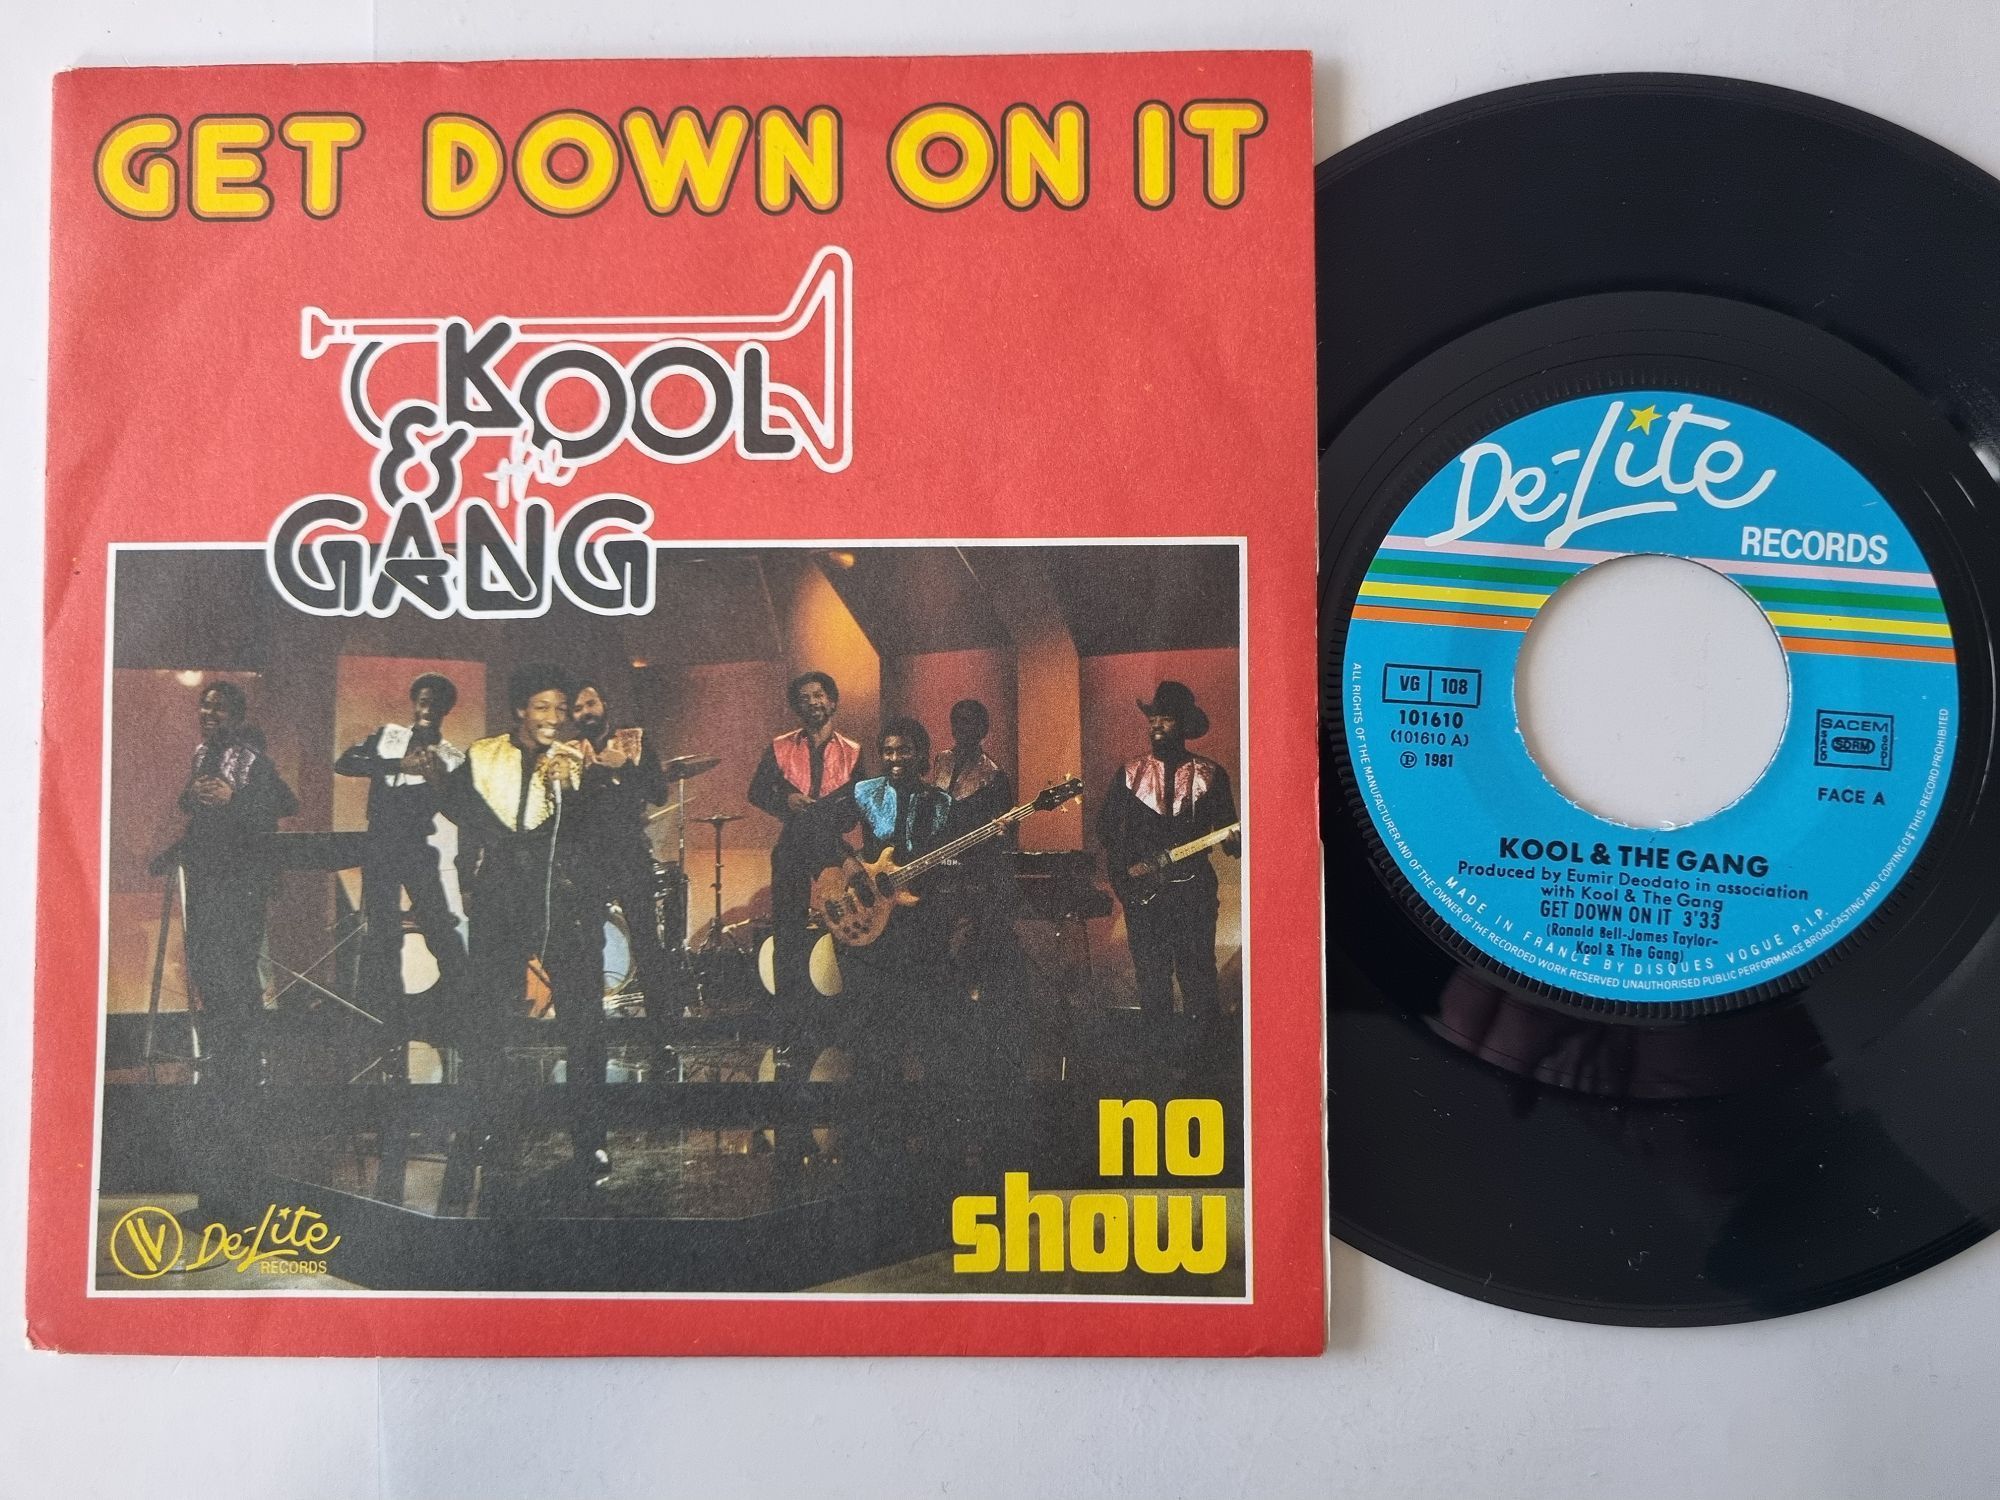 GET DOWN ON IT
KOOL
& the
GANG
no
show
V De-Lite
RECORDS
De-Lite
RECORDS
VG 108
101610
(101610 A)
℗ 1981
SACEM
SACD SDRM SGDL
FACE A
KOOL & THE GANG
Produced by Eumir Deodato in association
with Kool & The Gang
GET DOWN ON IT 3'33
(Ronald Bell-James Taylor-
Kool & The Gang)
MADE IN FRANCE BY DISQUES VOGUE P.I.P.
ALL RIGHTS OF THE MANUFACTURER AND OF THE OWNER OF THE RECORDED WORK RESERVED UNAUTHORISED PUBLIC PERFORMANCE BROADCASTING AND COPYING OF THIS RECORD PROHIBITED